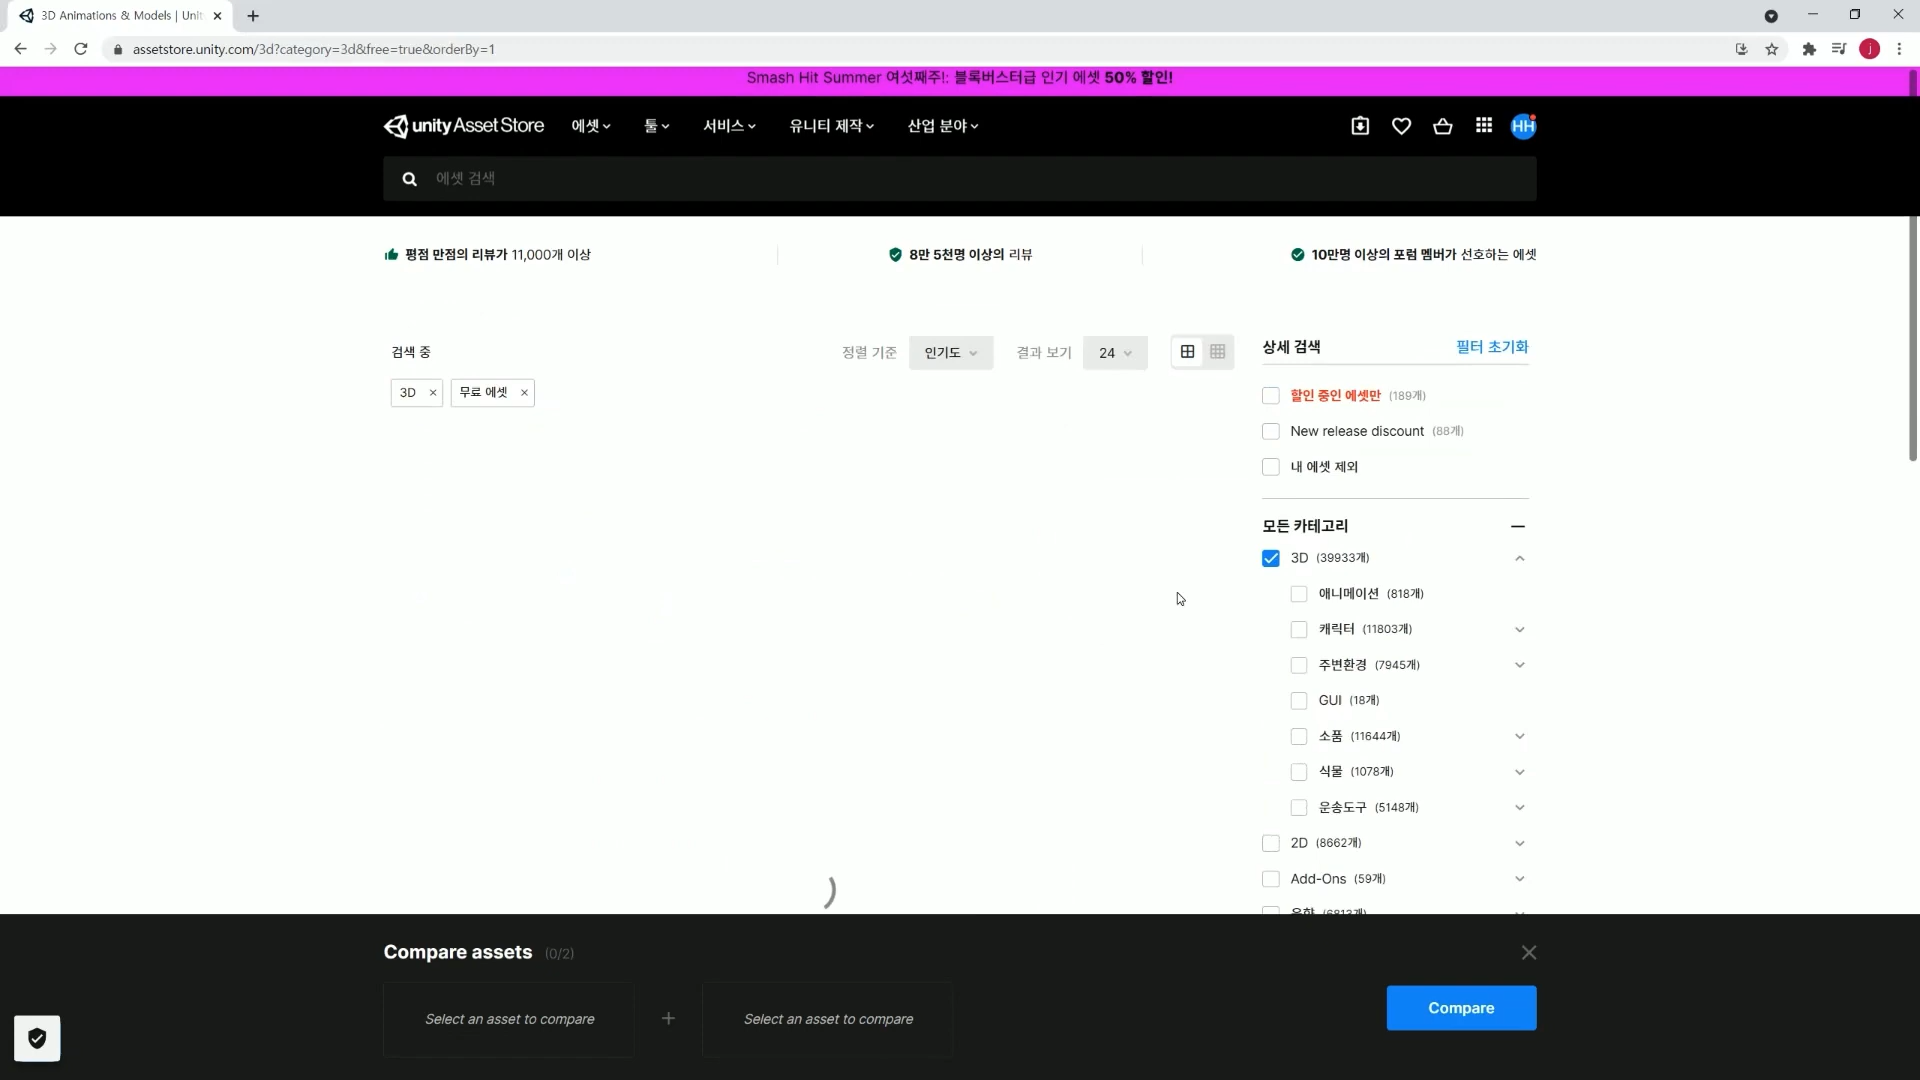 3D Animations & Models | Unit
assetstore.unity.com/3d?category=3d&free=true&orderBy=1
j
Smash Hit Summer 여섯째주!: 블록버스터급 인기 에셋 50% 할인!
unity Asset Store
에셋
툴
서비스
유니티 제작
산업 분야
HH
에셋 검색
평점 만점의 리뷰가 11,000개 이상
8만 5천명 이상의 리뷰
10만명 이상의 포럼 멤버가 선호하는 에셋
검색 중
정렬 기준
인기도
결과 보기
24
3D ×
무료 에셋 ×
상세 검색
필터 초기화
할인 중인 에셋만 (189개)
New release discount (88개)
내 에셋 제외
모든 카테고리
3D (39933개)
애니메이션 (818개)
캐릭터 (11803개)
주변환경 (7945개)
GUI (18개)
소품 (11644개)
식물 (1078개)
운송도구 (5148개)
2D (8662개)
Add-Ons (59개)
음향 (6813개)
Compare assets (0/2)
Select an asset to compare
+
Select an asset to compare
Compare